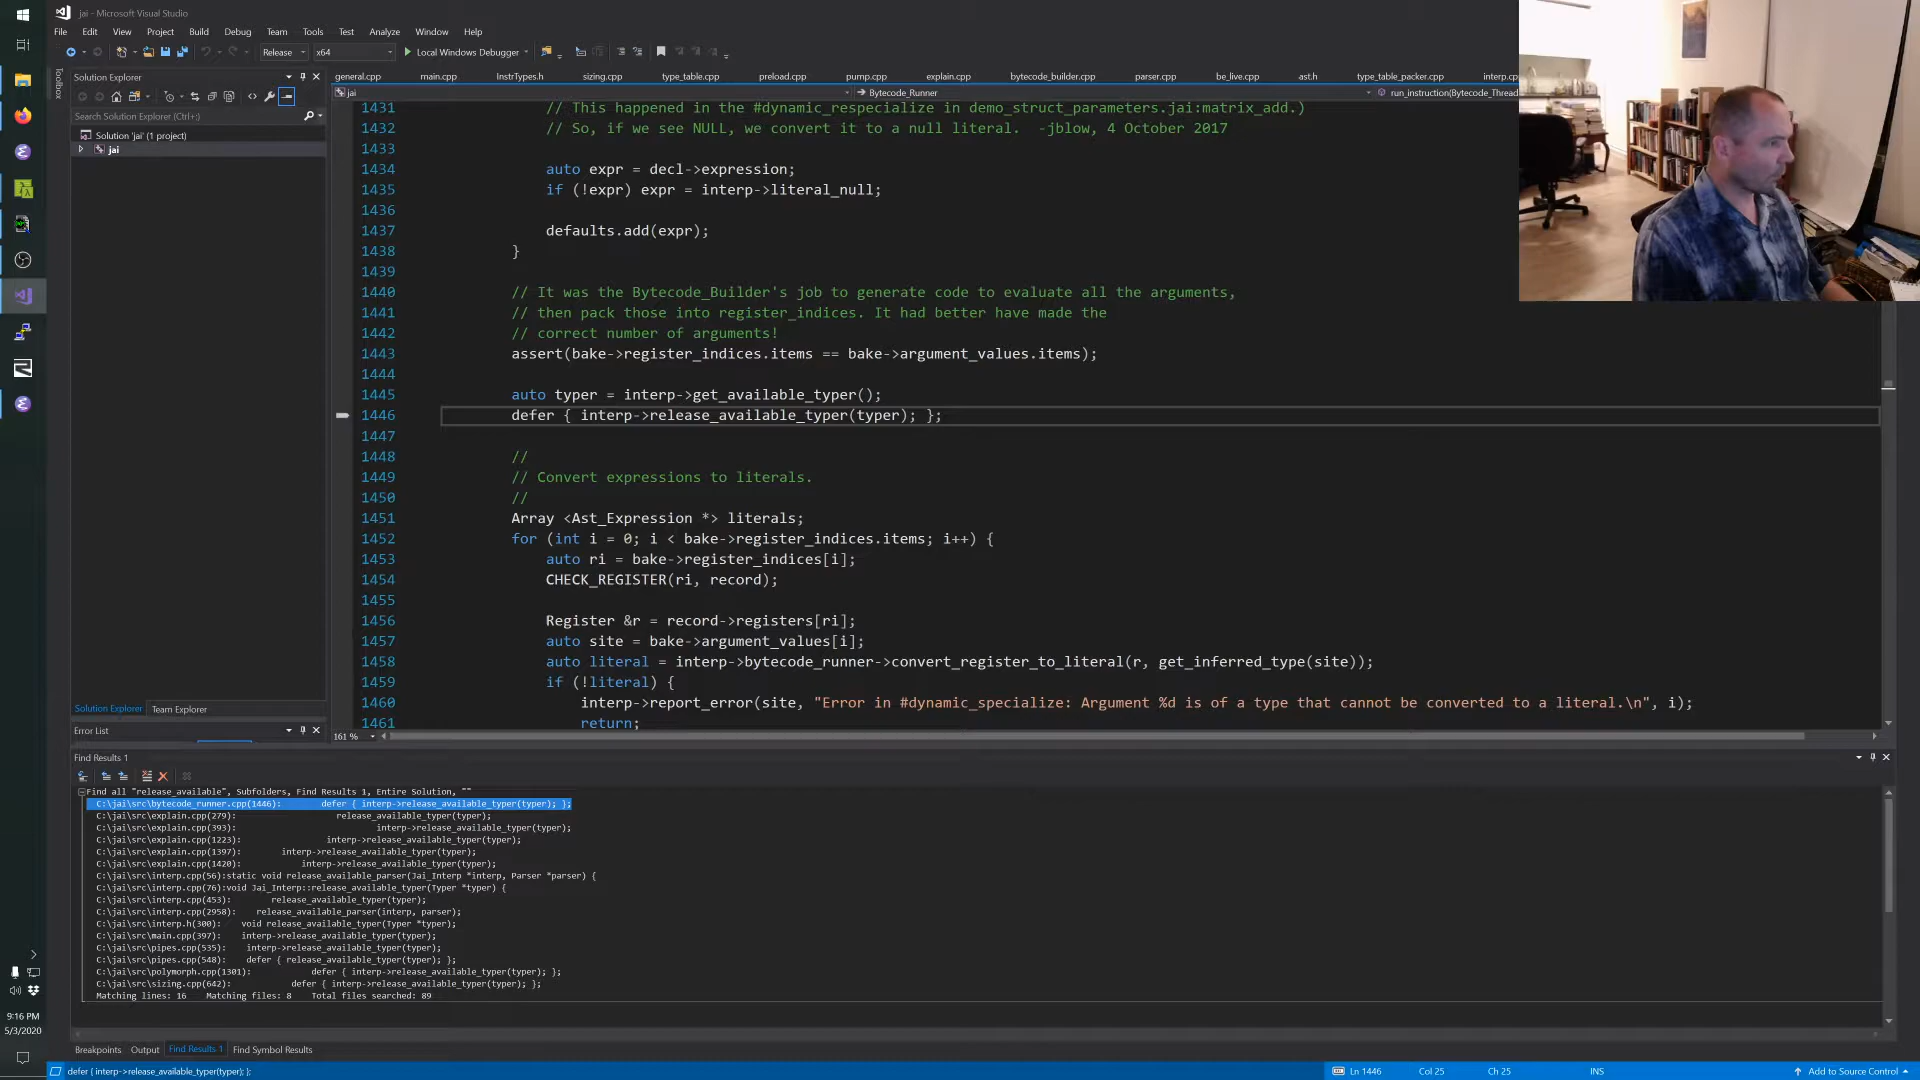 jai - Microsoft Visual Studio
File Edit View Project Build Debug Team Tools Test Analyze Window Help
Release x64 Local Windows Debugger
Toolbox
Solution Explorer
general.cpp main.cpp InstrTypes.h sizing.cpp type_table.cpp preload.cpp pump.cpp explain.cpp bytecode_builder.cpp parser.cpp be_live.cpp ast.h type_table_packer.cpp interp.cp
jai Bytecode_Runner run_instruction(Bytecode_Thread
Search Solution Explorer (Ctrl+;)
Solution 'jai' (1 project)
jai
1431 // This happened in the #dynamic_respecialize in demo_struct_parameters.jai:matrix_add.)
1432 // So, if we see NULL, we convert it to a null literal.  -jblow, 4 October 2017
1433
1434 auto expr = decl->expression;
1435 if (!expr) expr = interp->literal_null;
1436
1437 defaults.add(expr);
1438 }
1439
1440 // It was the Bytecode_Builder's job to generate code to evaluate all the arguments,
1441 // then pack those into register_indices. It had better have made the
1442 // correct number of arguments!
1443 assert(bake->register_indices.items == bake->argument_values.items);
1444
1445 auto typer = interp->get_available_typer();
1446 defer { interp->release_available_typer(typer); };
1447
1448 //
1449 // Convert expressions to literals.
1450 //
1451 Array <Ast_Expression *> literals;
1452 for (int i = 0; i < bake->register_indices.items; i++) {
1453 auto ri = bake->register_indices[i];
1454 CHECK_REGISTER(ri, record);
1455
1456 Register &r = record->registers[ri];
1457 auto site = bake->argument_values[i];
1458 auto literal = interp->bytecode_runner->convert_register_to_literal(r, get_inferred_type(site));
1459 if (!literal) {
1460 interp->report_error(site, "Error in #dynamic_specialize: Argument %d is of a type that cannot be converted to a literal.\n", i);
1461 return;
Solution Explorer Team Explorer
Error List
161 %
Find Results 1
Find all "release_available", Subfolders, Find Results 1, Entire Solution, ""
C:\jai\src\bytecode_runner.cpp(1446): defer { interp->release_available_typer(typer); };
C:\jai\src\explain.cpp(279): release_available_typer(typer);
C:\jai\src\explain.cpp(393): interp->release_available_typer(typer);
C:\jai\src\explain.cpp(1223): interp->release_available_typer(typer);
C:\jai\src\explain.cpp(1397): interp->release_available_typer(typer);
C:\jai\src\explain.cpp(1420): interp->release_available_typer(typer);
C:\jai\src\interp.cpp(56):static void release_available_parser(Jai_Interp *interp, Parser *parser) {
C:\jai\src\interp.cpp(76):void Jai_Interp::release_available_typer(Typer *typer) {
C:\jai\src\interp.cpp(453): release_available_typer(typer);
C:\jai\src\interp.cpp(2958): release_available_parser(interp, parser);
C:\jai\src\interp.h(300): void release_available_typer(Typer *typer);
C:\jai\src\main.cpp(397): interp->release_available_typer(typer);
C:\jai\src\pipes.cpp(535): interp->release_available_typer(typer);
C:\jai\src\pipes.cpp(548): defer { release_available_typer(typer); };
C:\jai\src\polymorph.cpp(1301): defer { interp->release_available_typer(typer); };
C:\jai\src\sizing.cpp(642): defer { interp->release_available_typer(typer); };
Matching lines: 16 Matching files: 8 Total files searched: 89
9:16 PM
5/3/2020
Breakpoints Output Find Results 1 Find Symbol Results
defer { interp->release_available_typer(typer); };
Ln 1446 Col 25 Ch 25 INS Add to Source Control